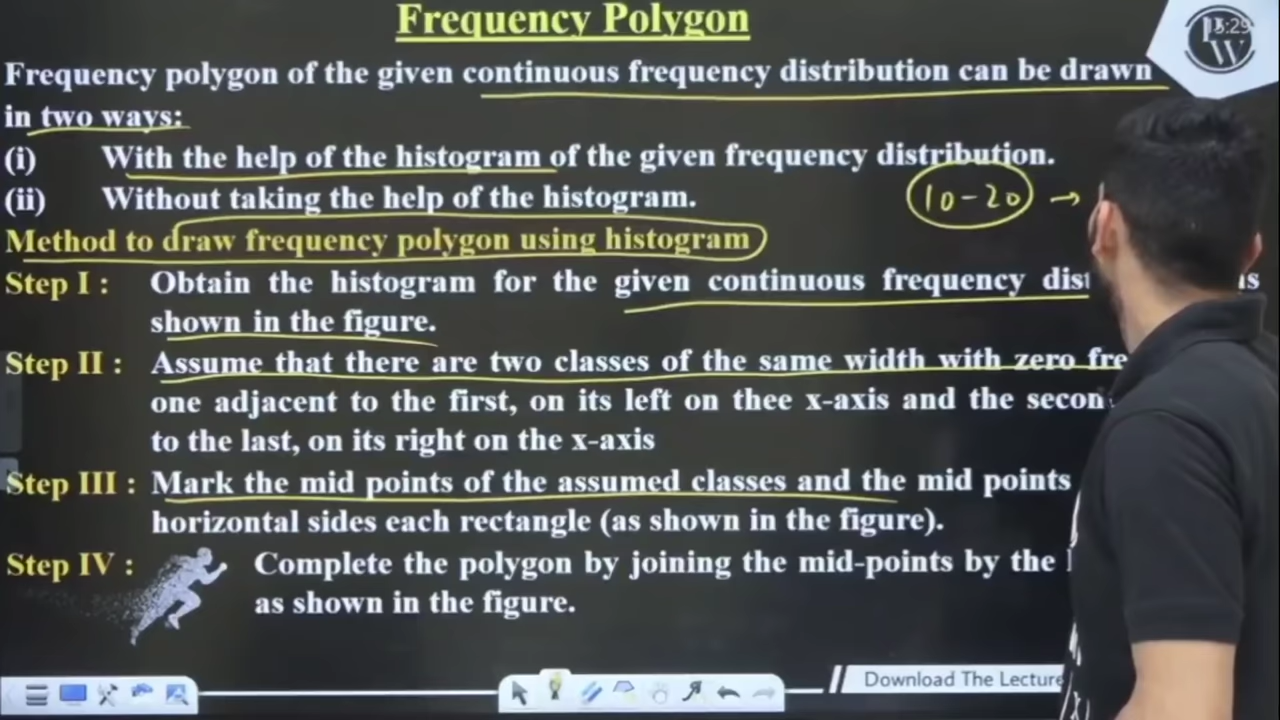 Frequency Polygon
Frequency polygon of the given continuous frequency distribution can be drawn
in two ways:
(i) With the help of the histogram of the given frequency distribution.
(ii) Without taking the help of the histogram.
10-20 →
Method to draw frequency polygon using histogram
Step I : Obtain the histogram for the given continuous frequency as
shown in the figure.
Step II : Assume that there are two classes of the same width with zero
one adjacent to the first, on its left on thee x-axis and the
to the last, on its right on the x-axis
Step III : Mark the mid points of the assumed classes and the mid points
horizontal sides each rectangle (as shown in the figure).
Step IV : Complete the polygon by joining the mid-points by the
as shown in the figure.
Download The Lecture
PW